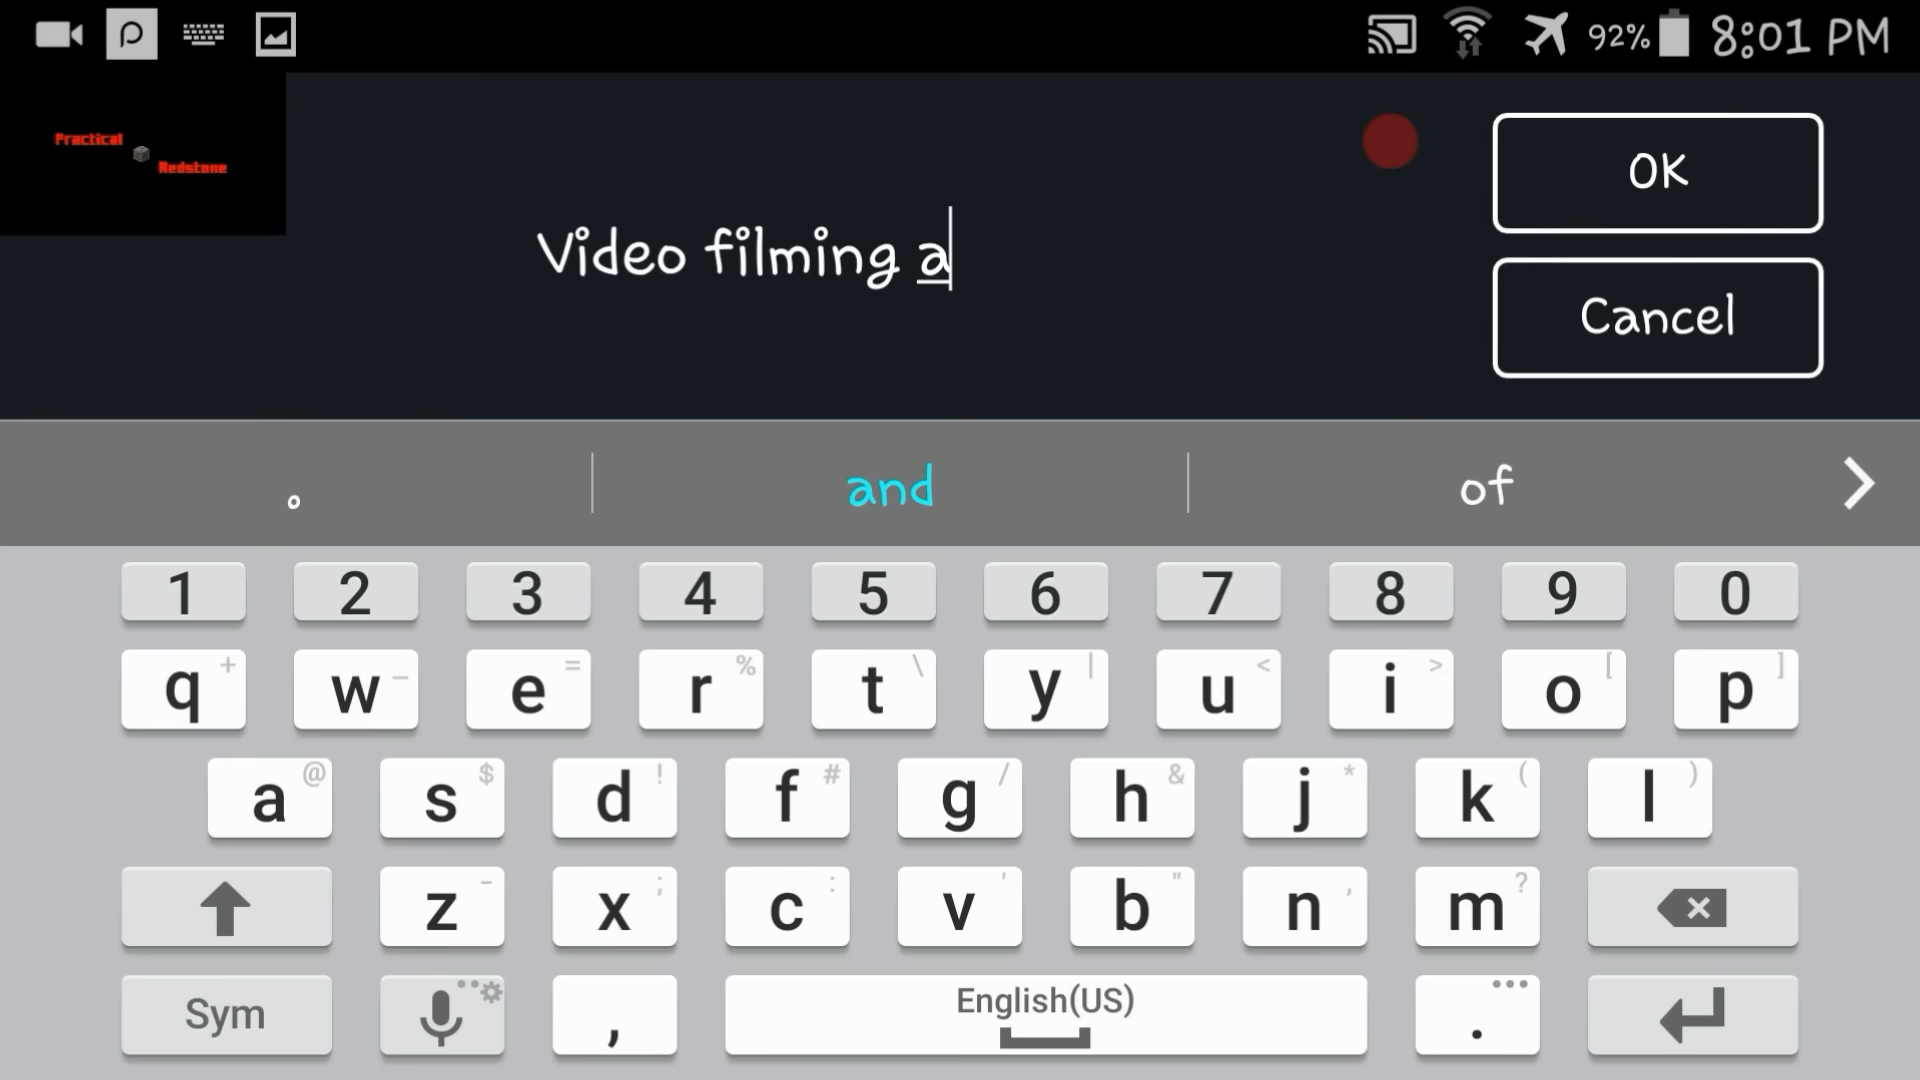 92% 8:01 PM
Practical
Redstone
OK
Video filming a
Cancel
. and of
1 2 3 4 5 6 7 8 9 0
q + w _ e = r % t \ y | u < i > o [ p ]
a @ s $ d ! f # g / h & j * k ( l )
z - x ; c : v ' b " n , m ?
Sym , English(US) .